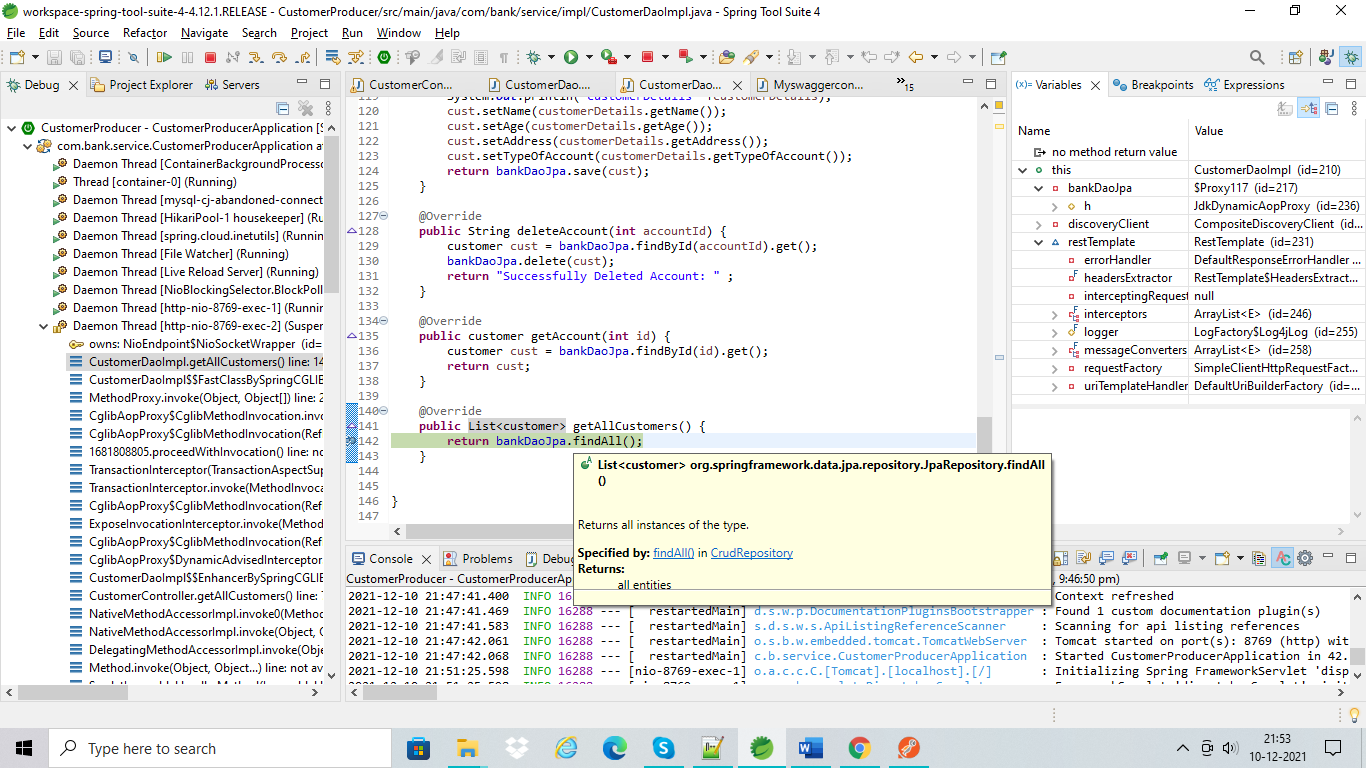 workspace-spring-tool-suite-4-4.12.1.RELEASE - CustomerProducer/src/main/java/com/bank/service/impl/CustomerDaoImpl.java - Spring Tool Suite 4
File Edit Source Refactor Navigate Search Project Run Window Help
Debug Project Explorer Servers
CustomerProducer - CustomerProducerApplication [S
com.bank.service.CustomerProducerApplication a
Daemon Thread [ContainerBackgroundProcesso
Thread [container-0] (Running)
Daemon Thread [mysql-cj-abandoned-connect
Daemon Thread [HikariPool-1 housekeeper] (Ru
Daemon Thread [spring.cloud.inetutils] (Runnin
Daemon Thread [File Watcher] (Running)
Daemon Thread [Live Reload Server] (Running)
Daemon Thread [NioBlockingSelector.BlockPoll
Daemon Thread [http-nio-8769-exec-1] (Runnin
Daemon Thread [http-nio-8769-exec-2] (Suspe
owns: NioEndpoint$NioSocketWrapper (id=
CustomerDaoImpl.getAllCustomers() line: 14
CustomerDaoImpl$$FastClassBySpringCGLIE
MethodProxy.invoke(Object, Object[]) line: 2
CglibAopProxy$CglibMethodInvocation.invo
CglibAopProxy$CglibMethodInvocation(Ref
1681808805.proceedWithInvocation() line: no
TransactionInterceptor(TransactionAspectSup
TransactionInterceptor.invoke(MethodInvocat
CglibAopProxy$CglibMethodInvocation(Ref
ExposeInvocationInterceptor.invoke(Method
CglibAopProxy$CglibMethodInvocation(Ref
CglibAopProxy$DynamicAdvisedInterceptor
CustomerDaoImpl$$EnhancerBySpringCGLIE
CustomerController.getAllCustomers() line:
NativeMethodAccessorImpl.invoke0(Method
NativeMethodAccessorImpl.invoke(Object, O
DelegatingMethodAccessorImpl.invoke(Obje
Method.invoke(Object, Object...) line: not av
CustomerCon... CustomerDao.... CustomerDao... Myswaggercon... »15
119 System.out.println("customerDetails "+customerDetails);
120 cust.setName(customerDetails.getName());
121 cust.setAge(customerDetails.getAge());
122 cust.setAddress(customerDetails.getAddress());
123 cust.setTypeOfAccount(customerDetails.getTypeOfAccount());
124 return bankDaoJpa.save(cust);
125 }
126
127 @Override
128 public String deleteAccount(int accountId) {
129 customer cust = bankDaoJpa.findById(accountId).get();
130 bankDaoJpa.delete(cust);
131 return "Successfully Deleted Account: " ;
132 }
133
134 @Override
135 public customer getAccount(int id) {
136 customer cust = bankDaoJpa.findById(id).get();
137 return cust;
138 }
139
140 @Override
141 public List<customer> getAllCustomers() {
142 return bankDaoJpa.findAll();
143 }
144
145
146 }
147
List<customer> org.springframework.data.jpa.repository.JpaRepository.findAll
()
Returns all instances of the type.
Specified by: findAll() in CrudRepository
Returns:
all entities
(x)= Variables Breakpoints Expressions
Name Value
no method return value
this CustomerDaoImpl (id=210)
bankDaoJpa $Proxy117 (id=217)
h JdkDynamicAopProxy (id=236)
discoveryClient CompositeDiscoveryClient (id=
restTemplate RestTemplate (id=231)
errorHandler DefaultResponseErrorHandler ...
headersExtractor RestTemplate$HeadersExtract...
interceptingRequest null
interceptors ArrayList<E> (id=246)
logger LogFactory$Log4jLog (id=255)
messageConverters ArrayList<E> (id=258)
requestFactory SimpleClientHttpRequestFact...
uriTemplateHandler DefaultUriBuilderFactory (id=
Console Problems Debu
CustomerProducer - CustomerProducerAp , 9:46:50 pm)
2021-12-10 21:47:41.400 INFO 16288 --- [ Context refreshed
2021-12-10 21:47:41.469 INFO 16288 --- [ restartedMain] d.s.w.p.DocumentationPluginsBootstrapper : Found 1 custom documentation plugin(s)
2021-12-10 21:47:41.583 INFO 16288 --- [ restartedMain] s.d.s.w.s.ApiListingReferenceScanner : Scanning for api listing references
2021-12-10 21:47:42.061 INFO 16288 --- [ restartedMain] o.s.b.w.embedded.tomcat.TomcatWebServer : Tomcat started on port(s): 8769 (http) wit
2021-12-10 21:47:42.068 INFO 16288 --- [ restartedMain] c.b.service.CustomerProducerApplication : Started CustomerProducerApplication in 42.
2021-12-10 21:51:25.598 INFO 16288 --- [nio-8769-exec-1] o.a.c.c.C.[Tomcat].[localhost].[/] : Initializing Spring FrameworkServlet 'disp
Type here to search
21:53
10-12-2021